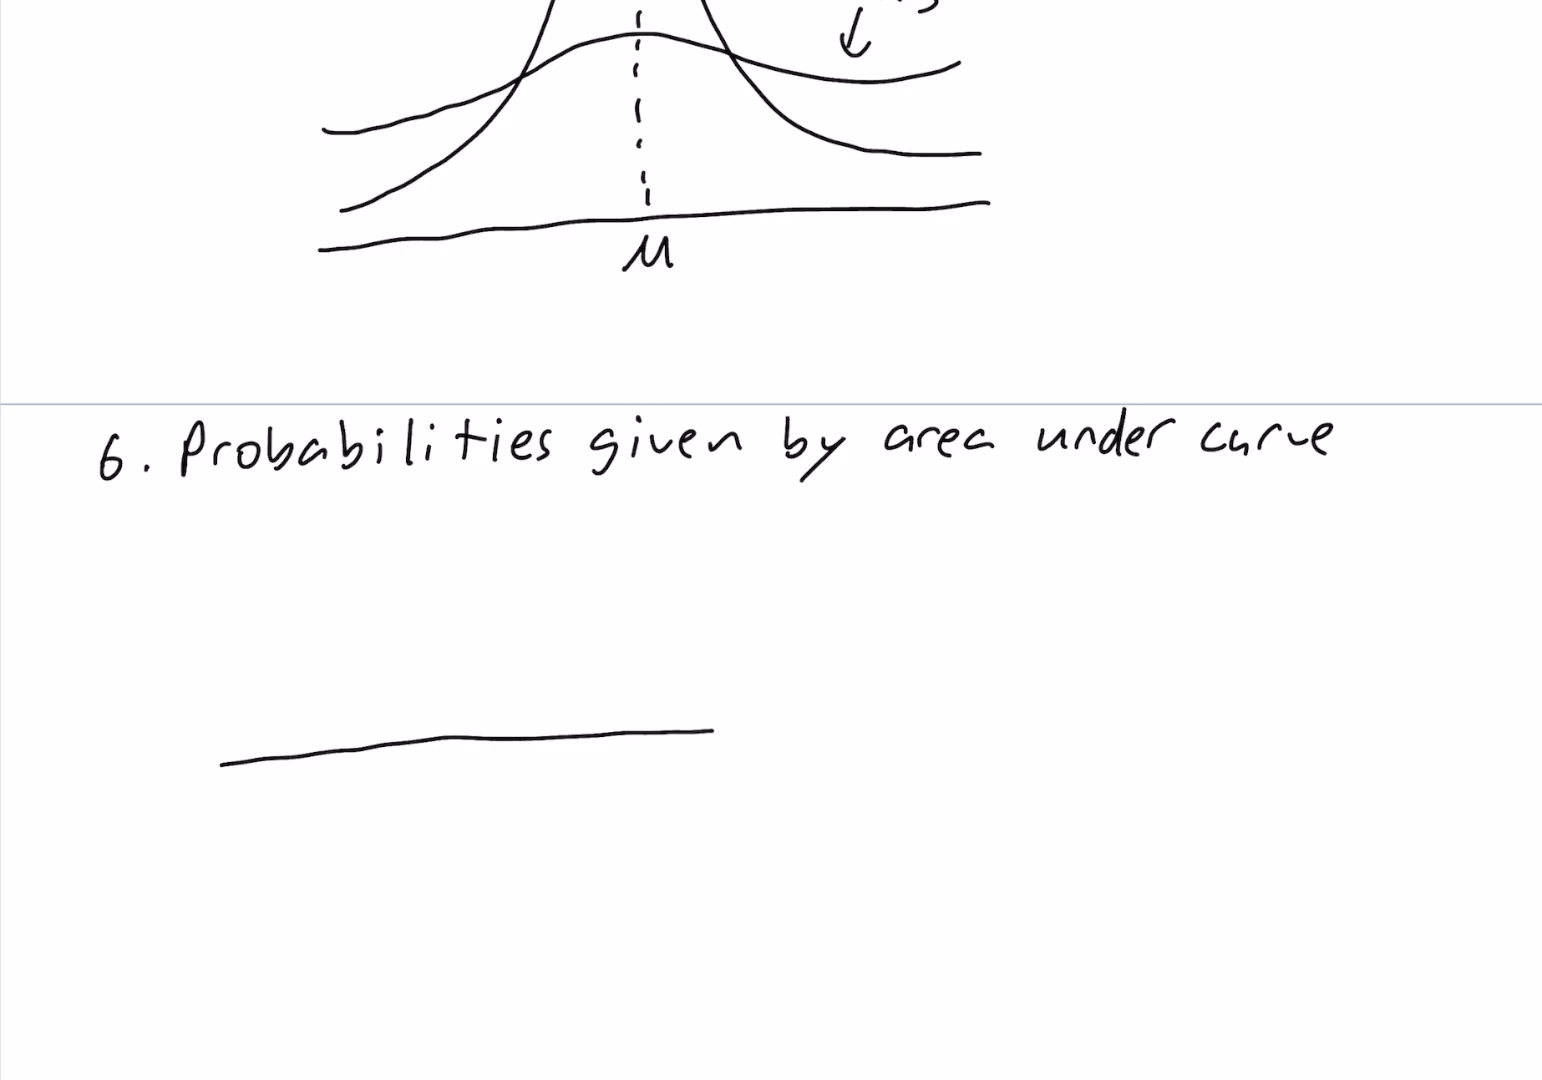 μ
6. Probabilities given by area under curve